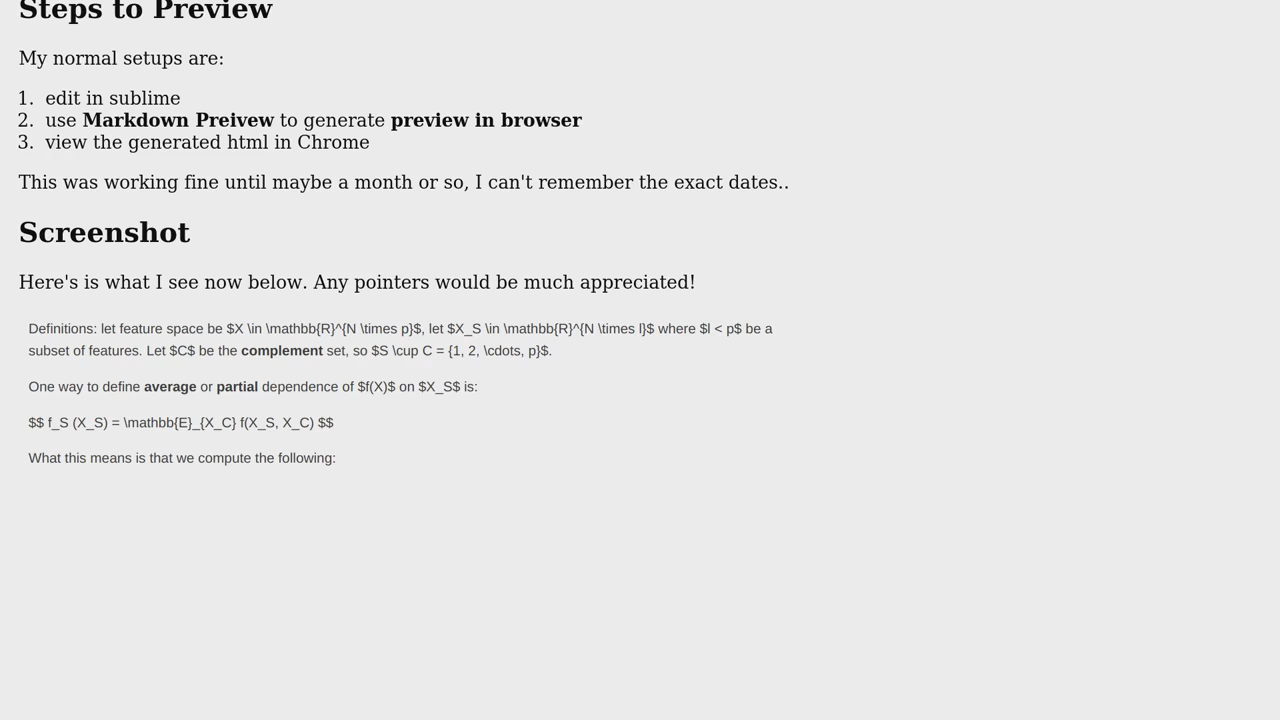 Steps to Preview
My normal setups are:
1. edit in sublime
2. use Markdown Preivew to generate preview in browser
3. view the generated html in Chrome
This was working fine until maybe a month or so, I can't remember the exact dates..
Screenshot
Here's is what I see now below. Any pointers would be much appreciated!
Definitions: let feature space be $X \in \mathbb{R}^{N \times p}$, let $X_S \in \mathbb{R}^{N \times l}$ where $l < p$ be a
subset of features. Let $C$ be the complement set, so $S \cup C = {1, 2, \cdots, p}$.
One way to define average or partial dependence of $f(X)$ on $X_S$ is:
$$ f_S (X_S) = \mathbb{E}_{X_C} f(X_S, X_C) $$
What this means is that we compute the following: